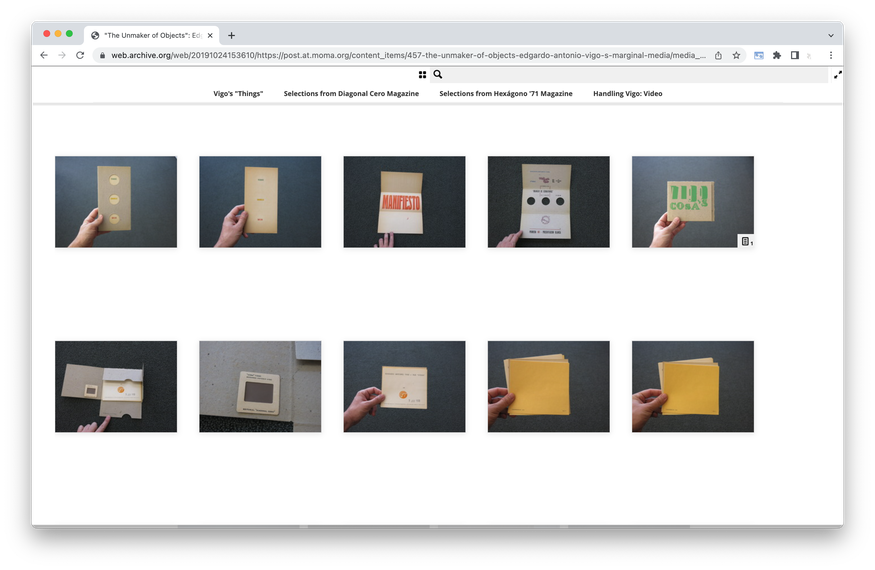 "The Unmaker of Objects": Ed
web.archive.org/web/20191024153610/https://post.at.moma.org/content_items/457-the-unmaker-of-objects-edgardo-antonio-vigo-s-marginal-media/media_...
Vigo's "Things" Selections from Diagonal Cero Magazine Selections from Hexágono '71 Magazine Handling Vigo: Video
MANIFIESTO
COSA
1